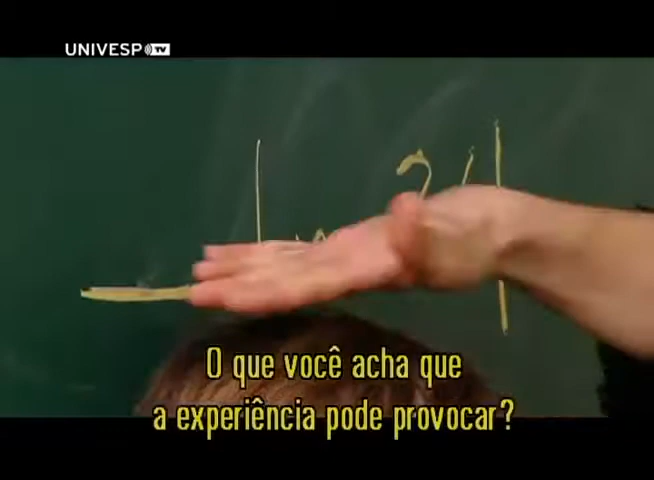 UNIVESP TV
O que você acha que
a experiência pode provocar?